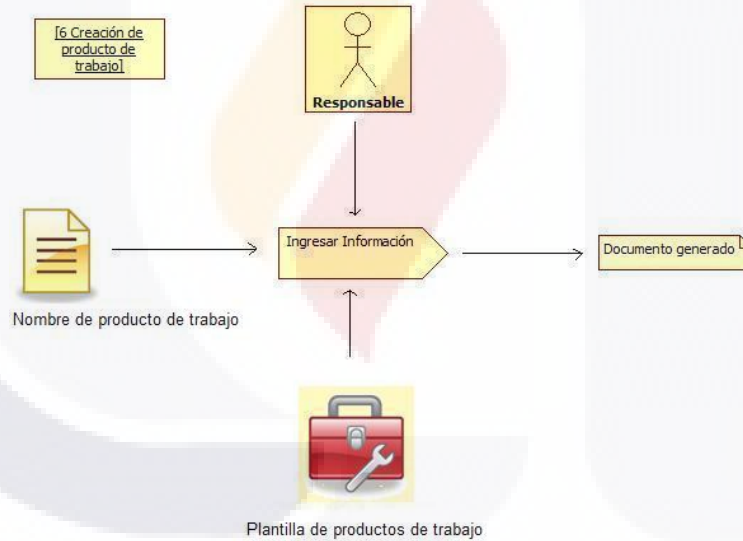 [6 Creación de
producto de
trabajo]
Responsable
Ingresar Información
Documento generado
Nombre de producto de trabajo
Plantilla de productos de trabajo